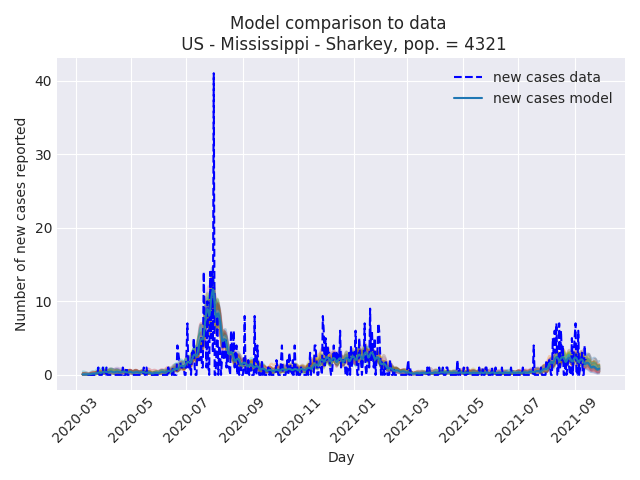 Model comparison to data
US - Mississippi - Sharkey, pop. = 4321
new cases data
new cases model
Number of new cases reported
40
30
20
10
0
2020-03
2020-05
2020-07
2020-09
2020-11
2021-01
2021-03
2021-05
2021-07
2021-09
Day